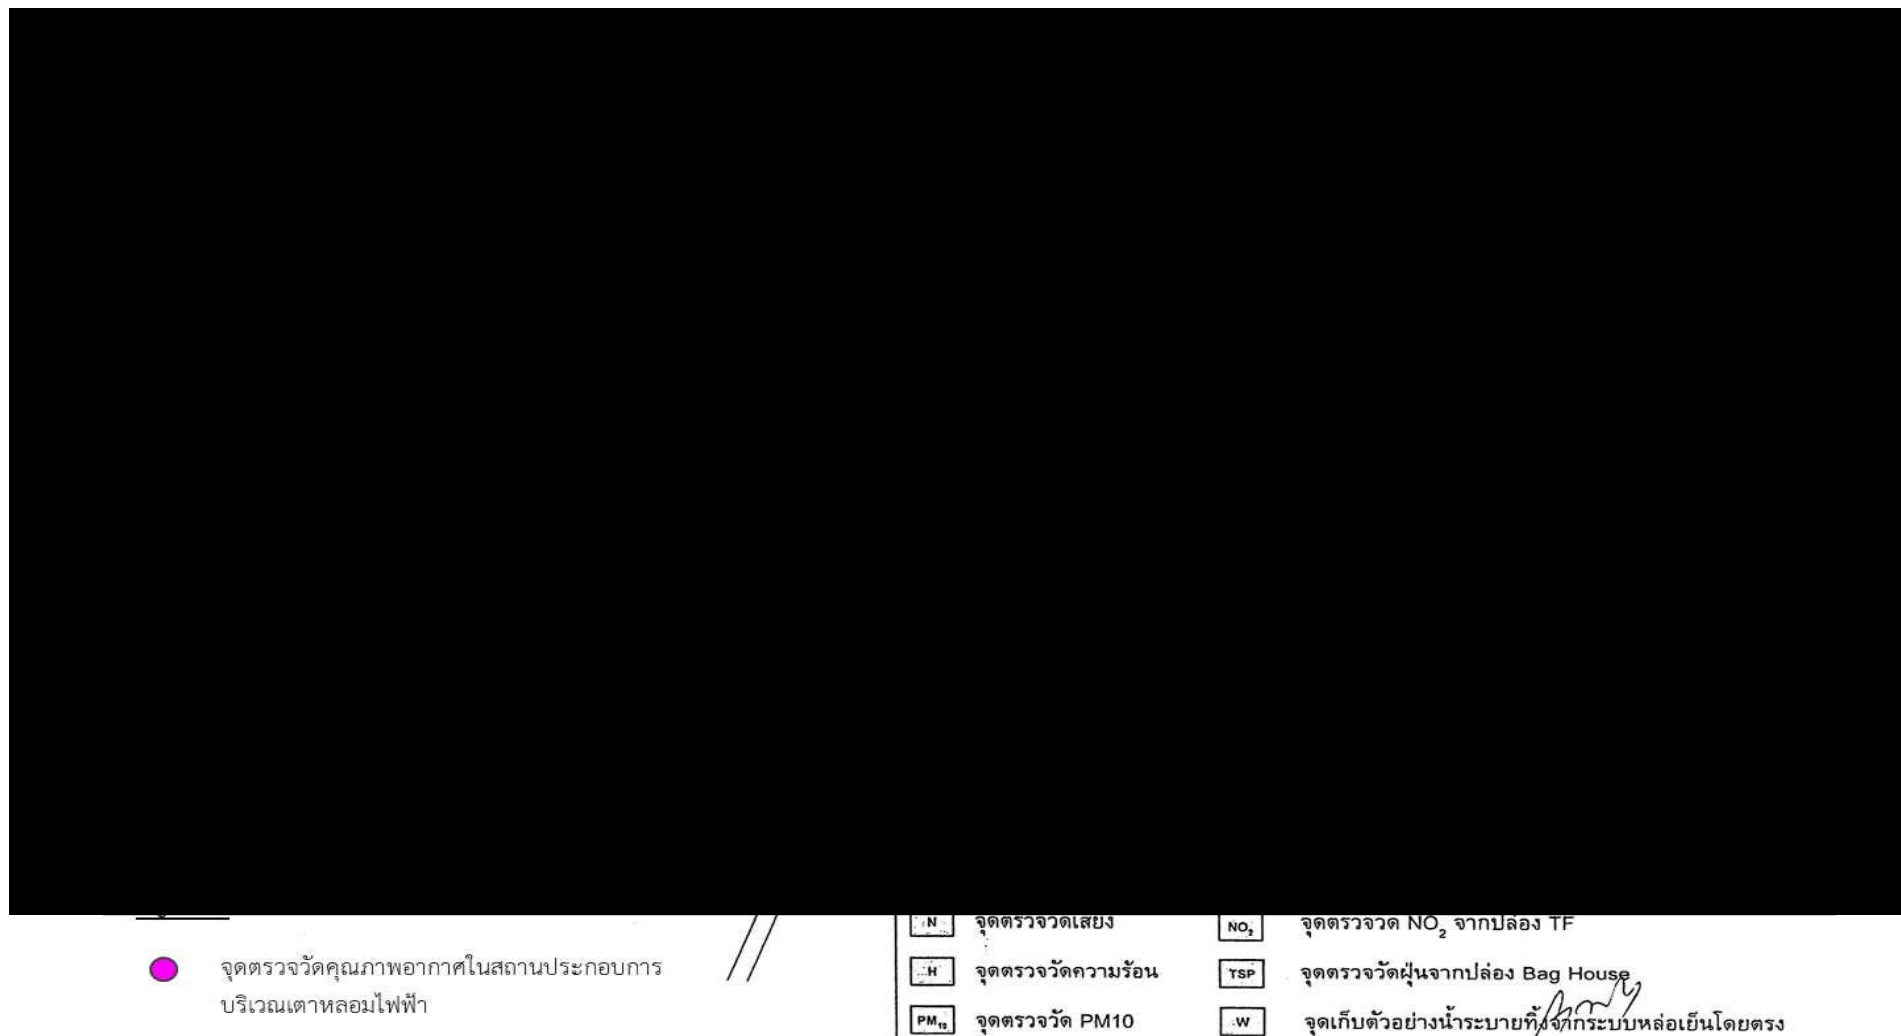 จุดตรวจวัดคุณภาพอากาศในสถานประกอบการ
บริเวณเตาหลอมไฟฟ้า
N จุดตรวจวัดเสียง
H จุดตรวจวัดความร้อน
PM₁₀ จุดตรวจวัด PM10
NO₂ จุดตรวจวัด NO₂ จากปล่อง TF
TSP จุดตรวจวัดฝุ่นจากปล่อง Bag House
W จุดเก็บตัวอย่างน้ำระบายทิ้งจากระบบหล่อเย็นโดยตรง